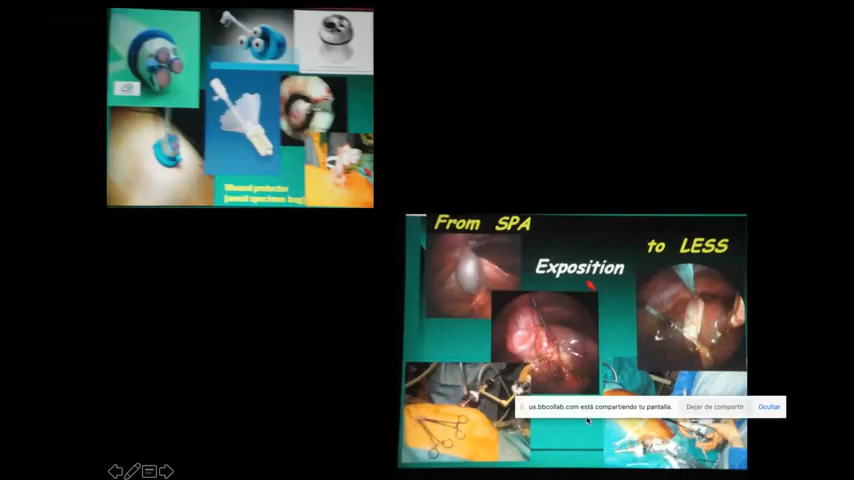 Wound protector
(avoid specimen bag)
From SPA
to LESS
Exposition
us.bbcollab.com está compartiendo tu pantalla.
Dejar de compartir
Ocultar